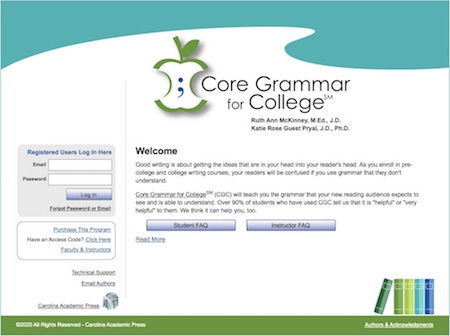 Core Grammar
for College℠
Ruth Ann McKinney, M.Ed., J.D.
Katie Rose Guest Pryal, J.D., Ph.D.
Registered Users Log In Here
Email
Password
Log In
Forgot Password or Email
Purchase This Program
Have an Access Code? Click Here
Faculty & Instructors
Technical Support
Email Authors
Carolina Academic Press
Welcome
Good writing is about getting the ideas that are in your head into your reader's head. As you enroll in pre-
college and college writing courses, your readers will be confused if you use grammar that they don't
understand.
Core Grammar for College℠ (CGC) will teach you the grammar that your new reading audience expects to
see and is able to understand. Over 90% of students who have used CGC tell us that it is "helpful" or "very
helpful" to them. We think it can help you, too.
Student FAQ
Instructor FAQ
Read More
©2020 All Rights Reserved - Carolina Academic Press
Authors & Acknowledgments